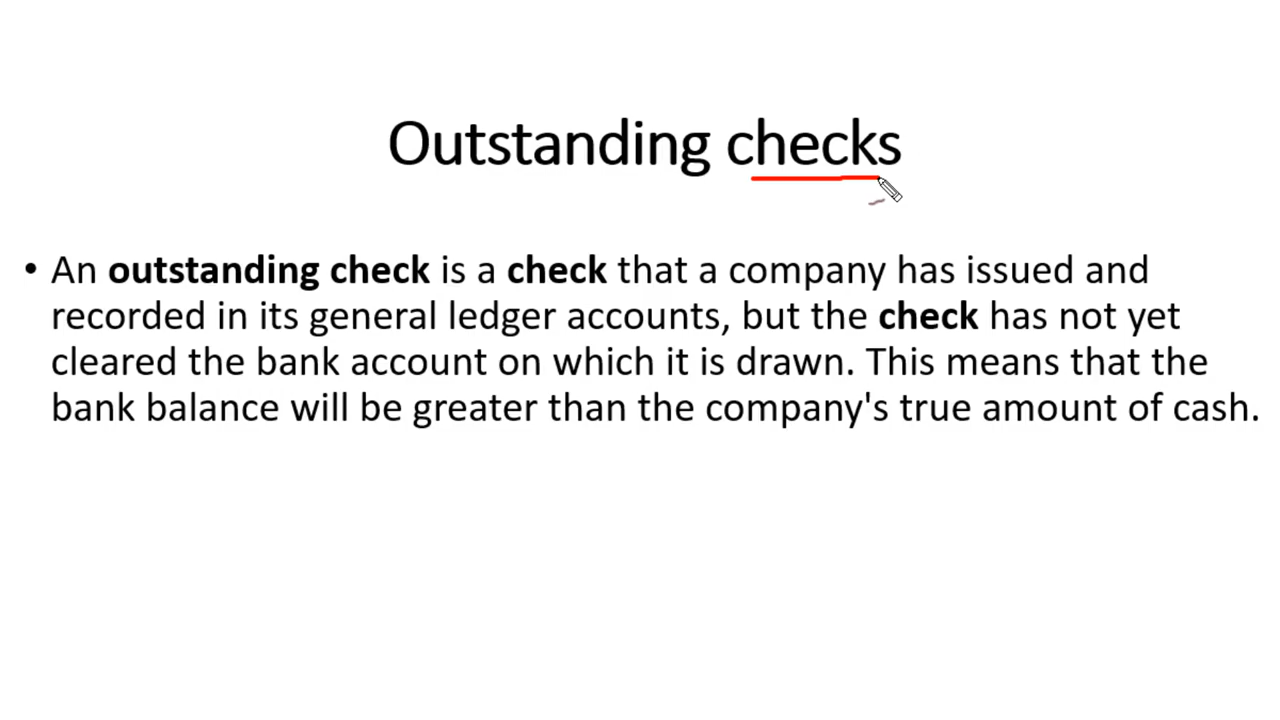 Outstanding checks
• An outstanding check is a check that a company has issued and
recorded in its general ledger accounts, but the check has not yet
cleared the bank account on which it is drawn. This means that the
bank balance will be greater than the company's true amount of cash.